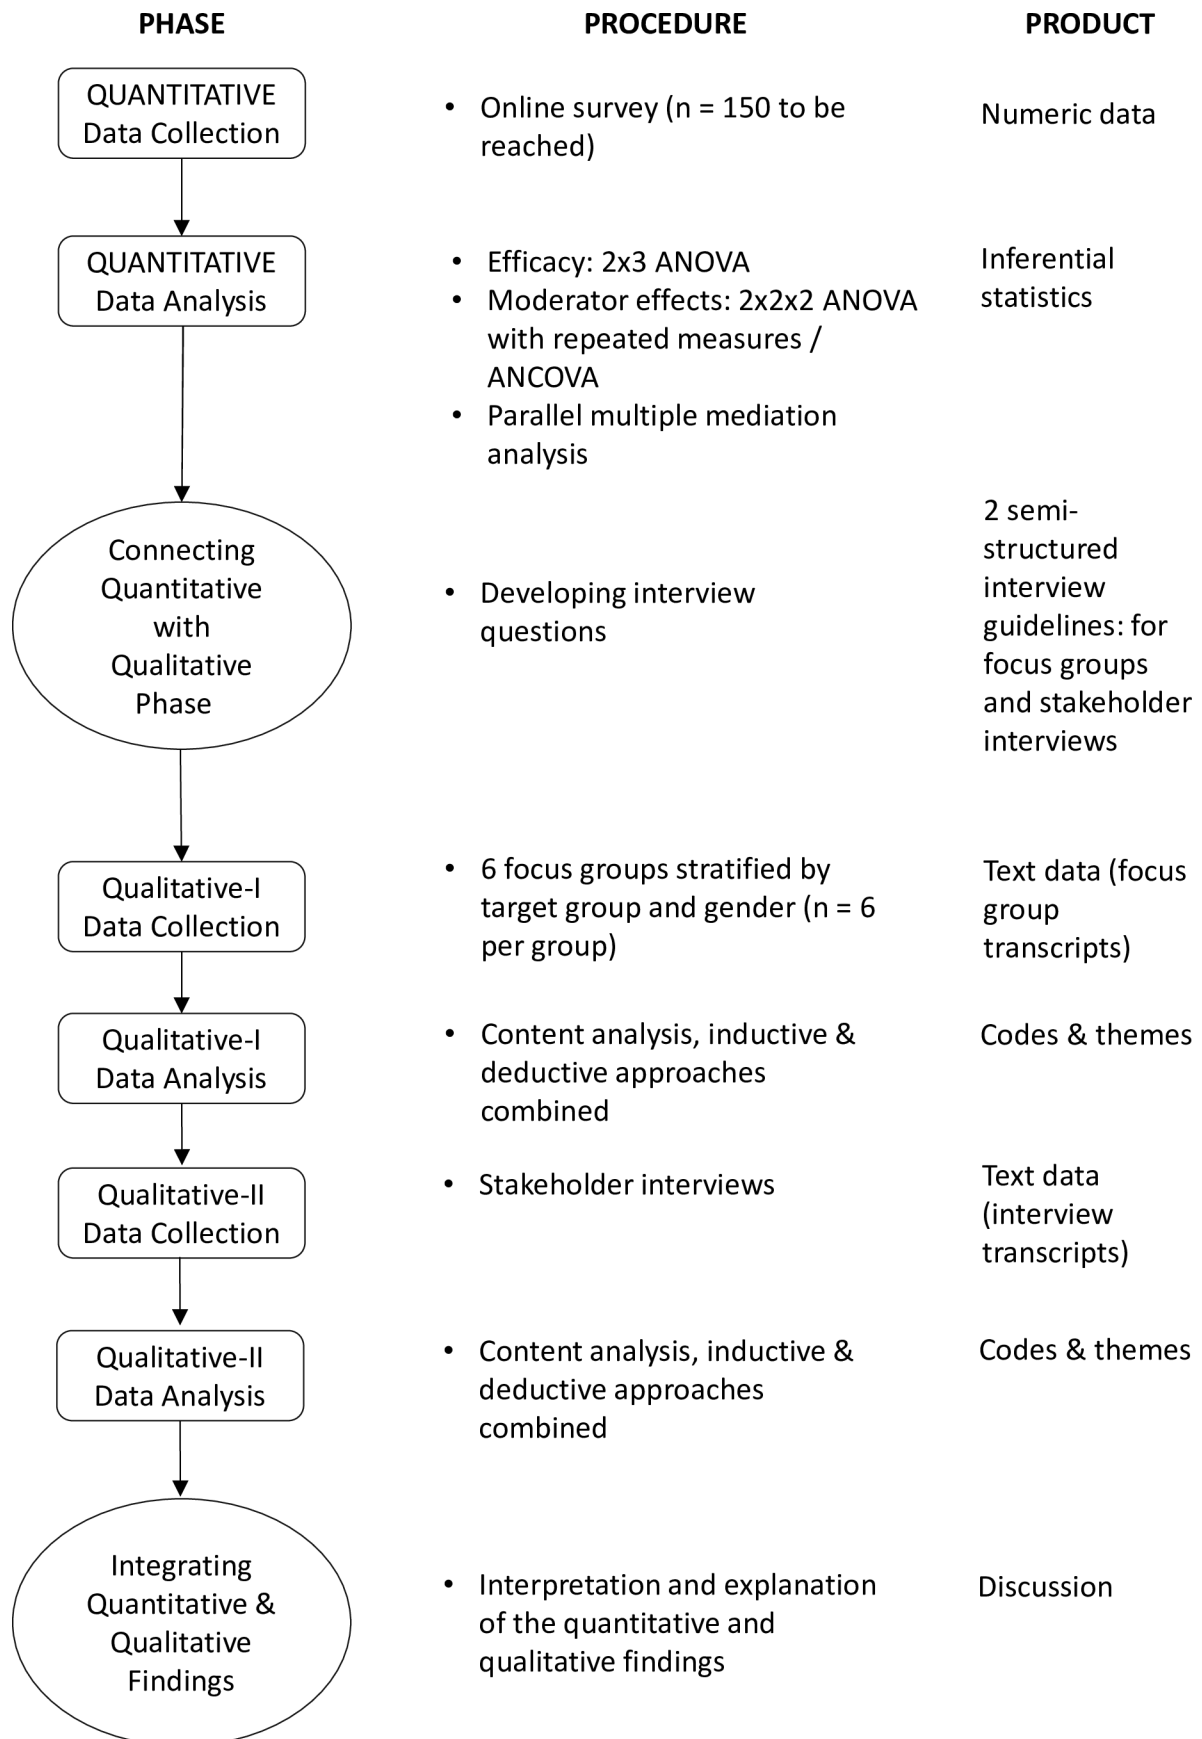 PHASE
PROCEDURE
PRODUCT
QUANTITATIVE
Data Collection
• Online survey (n = 150 to be
reached)
Numeric data
QUANTITATIVE
Data Analysis
• Efficacy: 2x3 ANOVA
• Moderator effects: 2x2x2 ANOVA
with repeated measures /
ANCOVA
• Parallel multiple mediation
analysis
Inferential
statistics
Connecting
Quantitative
with
Qualitative
Phase
• Developing interview
questions
2 semi-
structured
interview
guidelines: for
focus groups
and stakeholder
interviews
Qualitative-I
Data Collection
• 6 focus groups stratified by
target group and gender (n = 6
per group)
Text data (focus
group
transcripts)
Qualitative-I
Data Analysis
• Content analysis, inductive &
deductive approaches
combined
Codes & themes
Qualitative-II
Data Collection
• Stakeholder interviews
Text data
(interview
transcripts)
Qualitative-II
Data Analysis
• Content analysis, inductive &
deductive approaches
combined
Codes & themes
Integrating
Quantitative &
Qualitative
Findings
• Interpretation and explanation
of the quantitative and
qualitative findings
Discussion